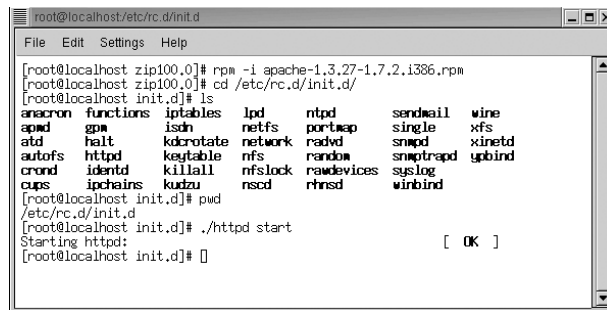 root@localhost:/etc/rc.d/init.d
File Edit Settings Help
[root@localhost zip100.0]# rpm -i apache-1.3.27-1.7.2.i386.rpm
[root@localhost zip100.0]# cd /etc/rc.d/init.d/
[root@localhost init.d]# ls
anacron functions iptables lpd ntpd sendmail wine
apmd gpm isdn netfs portmap single xfs
atd halt kdcrotate network radvd snmpd xinetd
autofs httpd keytable nfs random snmptrapd ypbind
crond identd killall nfslock rawdevices syslog
cups ipchains kudzu nscd rhnsd winbind
[root@localhost init.d]# pwd
/etc/rc.d/init.d
[root@localhost init.d]# ./httpd start
Starting httpd: [ OK ]
[root@localhost init.d]#